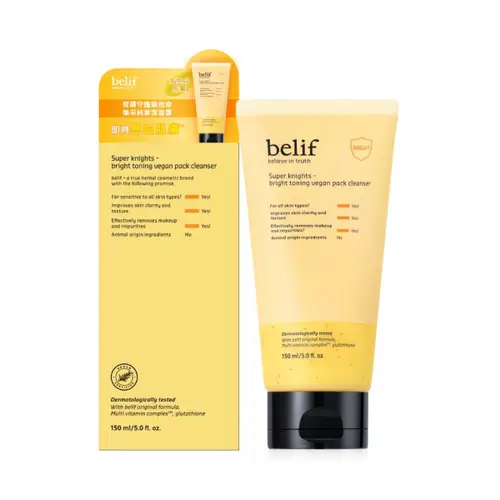 belif
Super knights -
bright toning vegan pack cleanser
belif - a true herbal cosmetic brand
with the following promise.
For sensitive to all skin types? Yes!
Improves skin clarity and
texture Yes!
Effectively removes makeup
and impurities? Yes!
Animal origin ingredients No
Dermatologically tested
With belif original formula,
Multi vitamin complex™, glutathione
150 ml/5.0 fl. oz.
belif
believe in truth
Super knights -
bright toning vegan pack cleanser
For all skin types? Yes!
Improves skin clarity and
texture Yes!
Effectively removes makeup
and impurities? Yes!
Animal origin ingredients No
Dermatologically tested
With belif original formula,
Multi vitamin complex™, glutathione
150 ml/5.0 fl. oz.